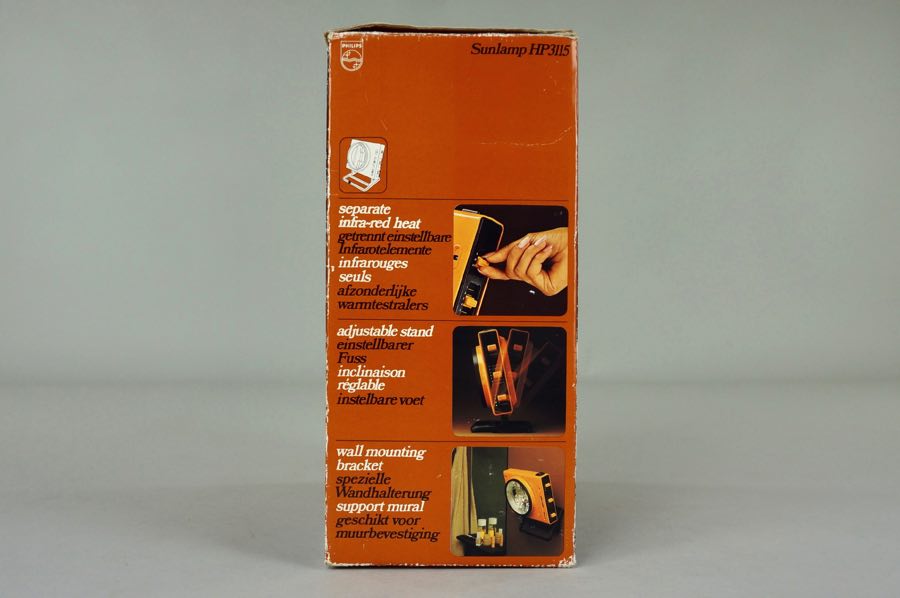 PHILIPS
Sunlamp HP3115
separate
infra-red heat
getrennt einstellbare
Infrarotelemente
infrarouges
seuls
afzonderlijke
warmtestralers
adjustable stand
einstellbarer
Fuss
inclinaison
réglable
instelbare voet
wall mounting
bracket
spezielle
Wandhalterung
support mural
geschikt voor
muurbevestiging